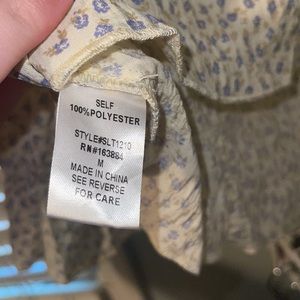 SELF
100%POLYESTER
STYLE#SLT1210
RN#163884
M
MADE IN CHINA
SEE REVERSE
FOR CARE